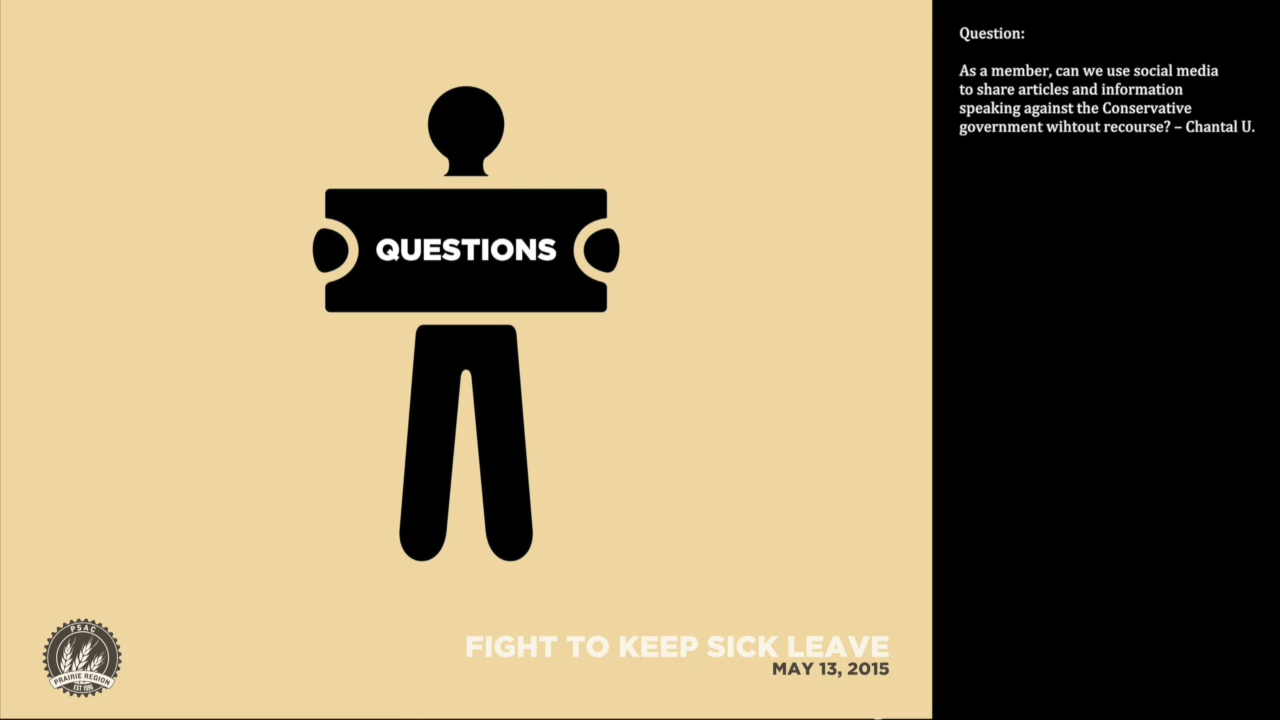 QUESTIONS
FIGHT TO KEEP SICK LEAVE
MAY 13, 2015
PSAC
PRAIRIE REGION
Question:
As a member, can we use social media
to share articles and information
speaking against the Conservative
government wihtout recourse? – Chantal U.